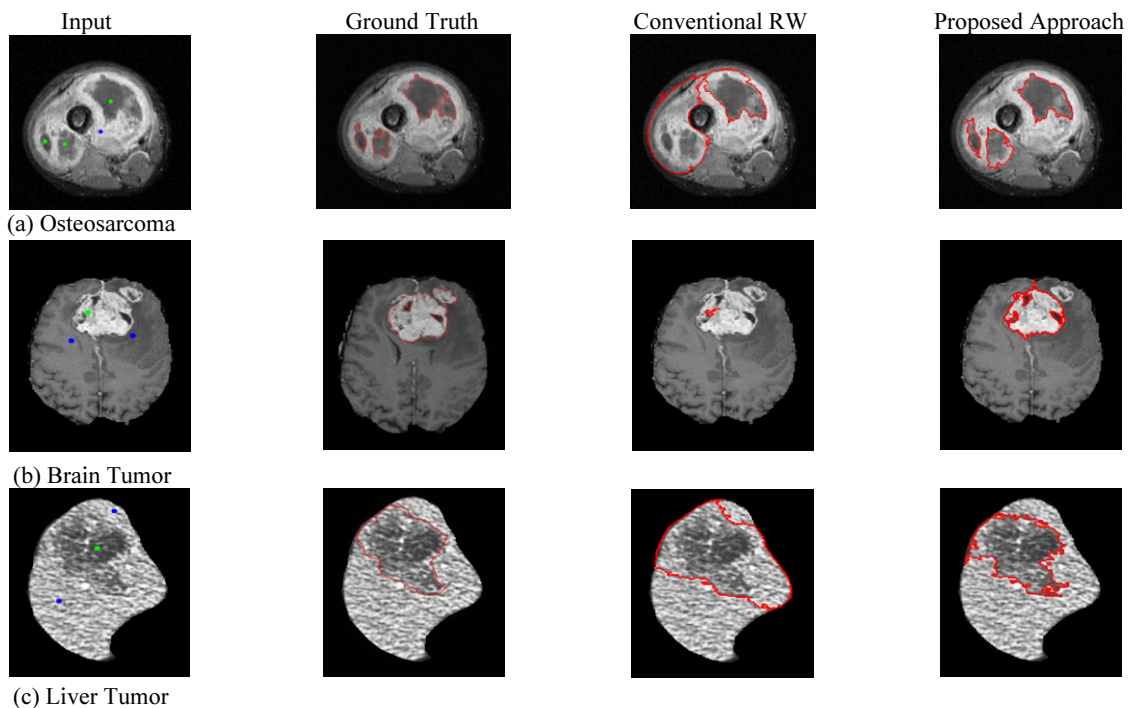 Input Ground Truth Conventional RW Proposed Approach
(a) Osteosarcoma
(b) Brain Tumor
(c) Liver Tumor